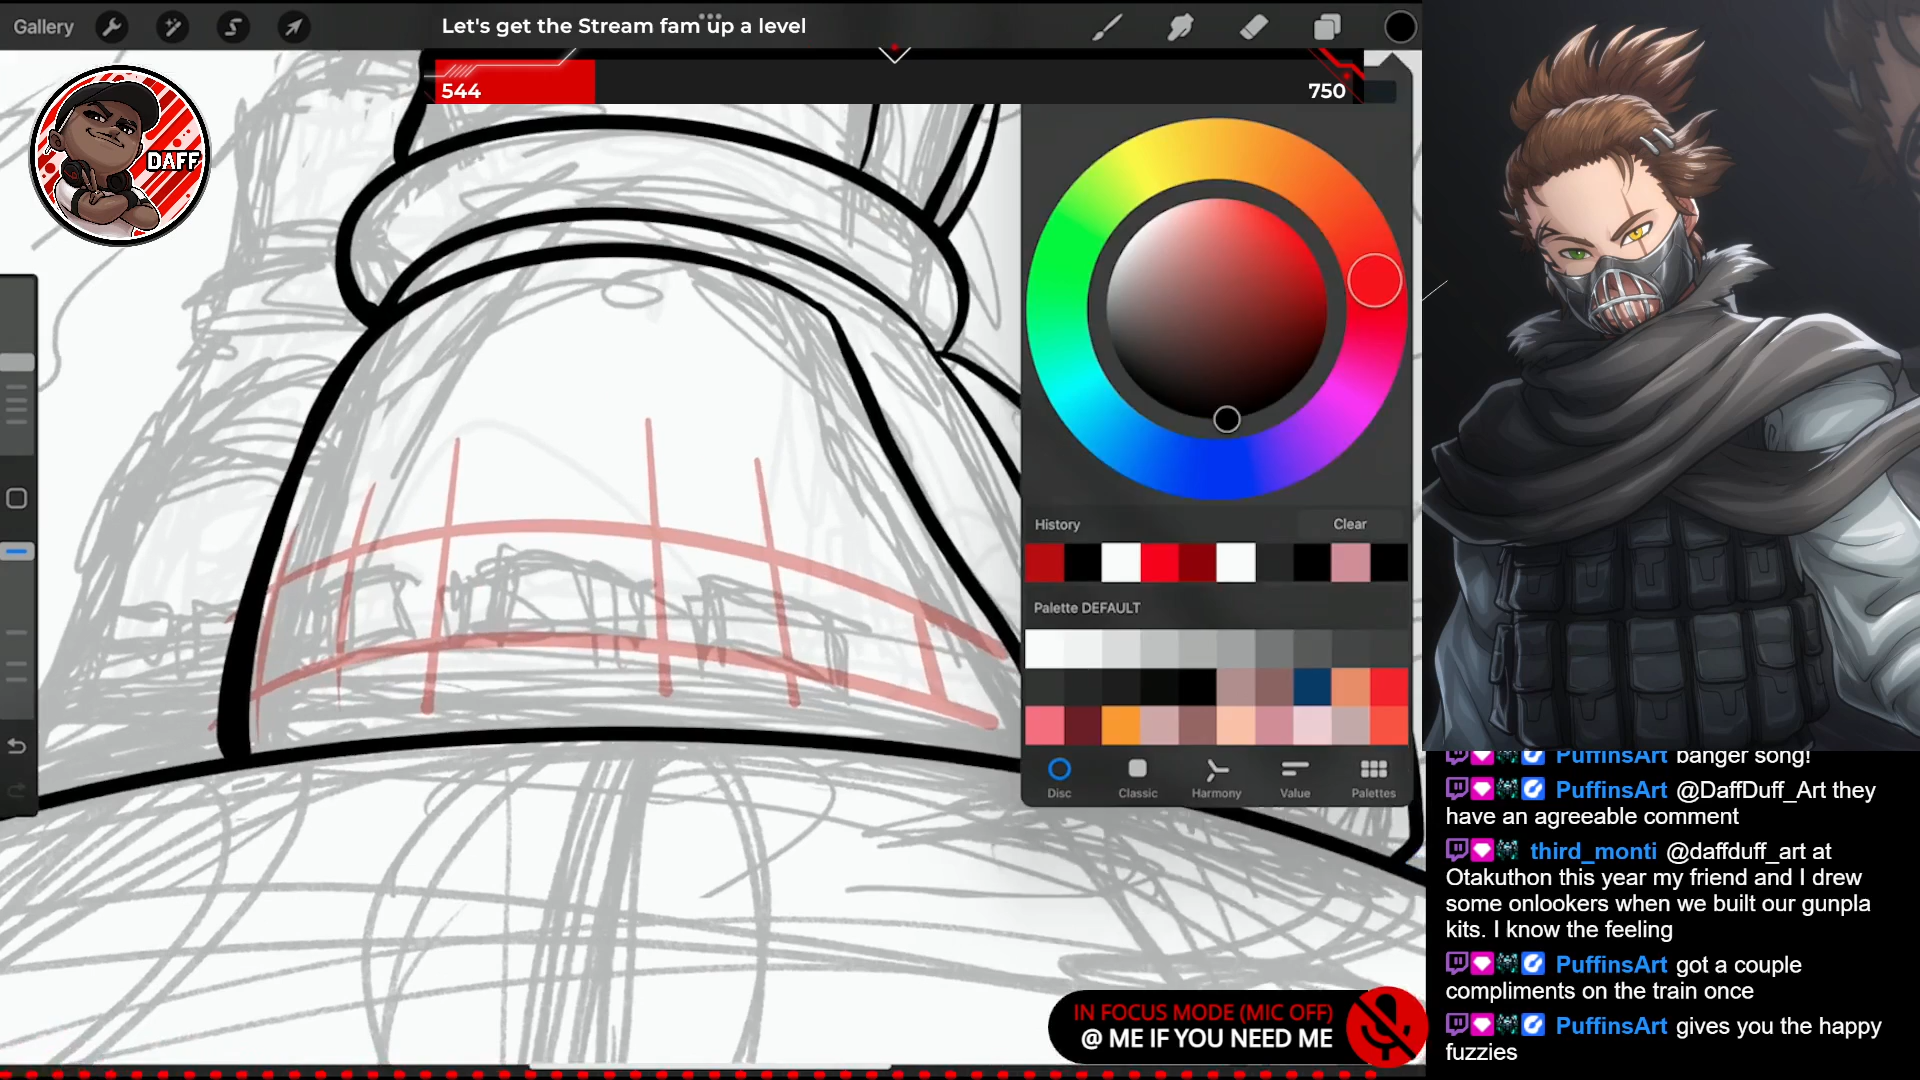 Gallery
Let's get the Stream fam up a level
544
750
DAFF
History
Clear
Palette DEFAULT
Disc
Classic
Harmony
Value
Palettes
PuffinsArt banger song!
PuffinsArt @DaffDuff_Art they
have an agreeable comment
third_monti @daffduff_art at
Otakuthon this year my friend and I drew
some onlookers when we built our gunpla
kits. I know the feeling
PuffinsArt got a couple
compliments on the train once
PuffinsArt gives you the happy
fuzzies
IN FOCUS MODE (MIC OFF)
@ ME IF YOU NEED ME